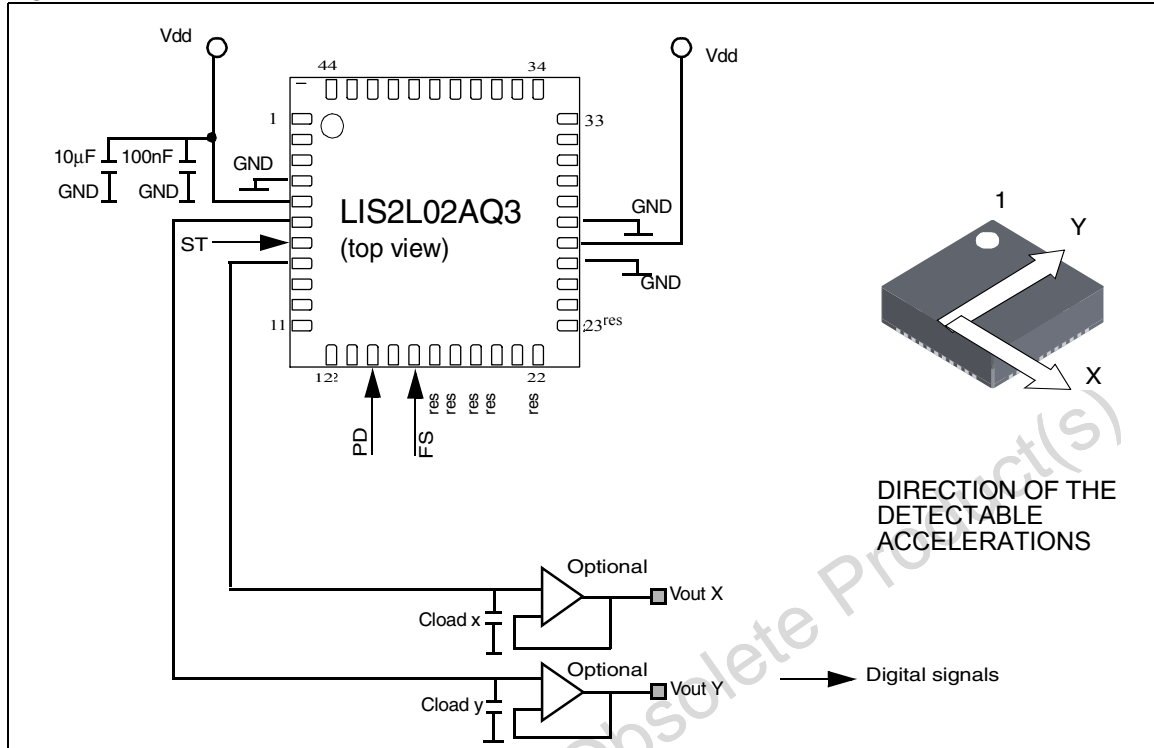 Vdd
Vdd
44
34
1
33
10μF
100nF
GND
GND
GND
LIS2L02AQ3
(top view)
ST
GND
GND
11
23
res
12
22
PD
FS
res
res
res
res
res
1
Y
X
DIRECTION OF THE
DETECTABLE
ACCELERATIONS
Optional
Vout X
Cload x
Optional
Vout Y
Cload y
Digital signals
Obsolete Product(s)